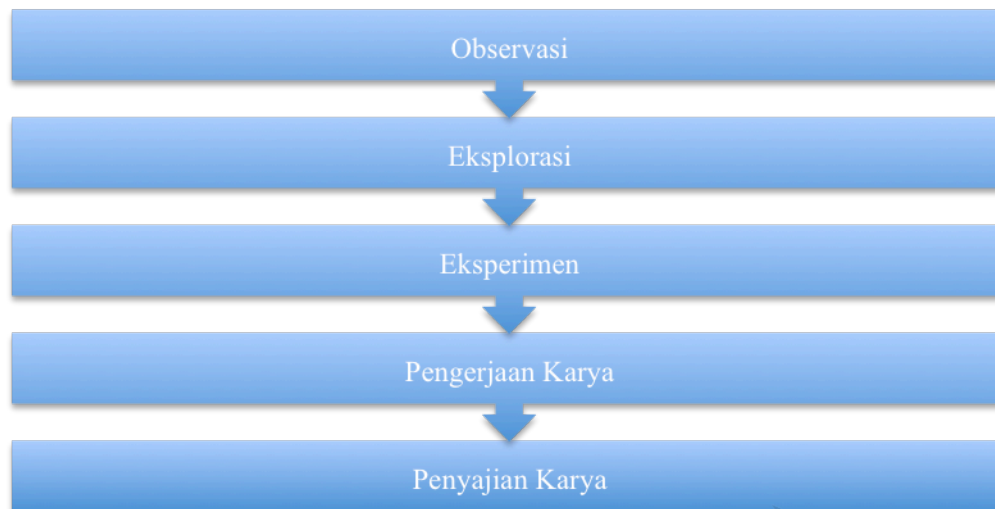 Observasi
Eksplorasi
Eksperimen
Pengerjaan Karya
Penyajian Karya